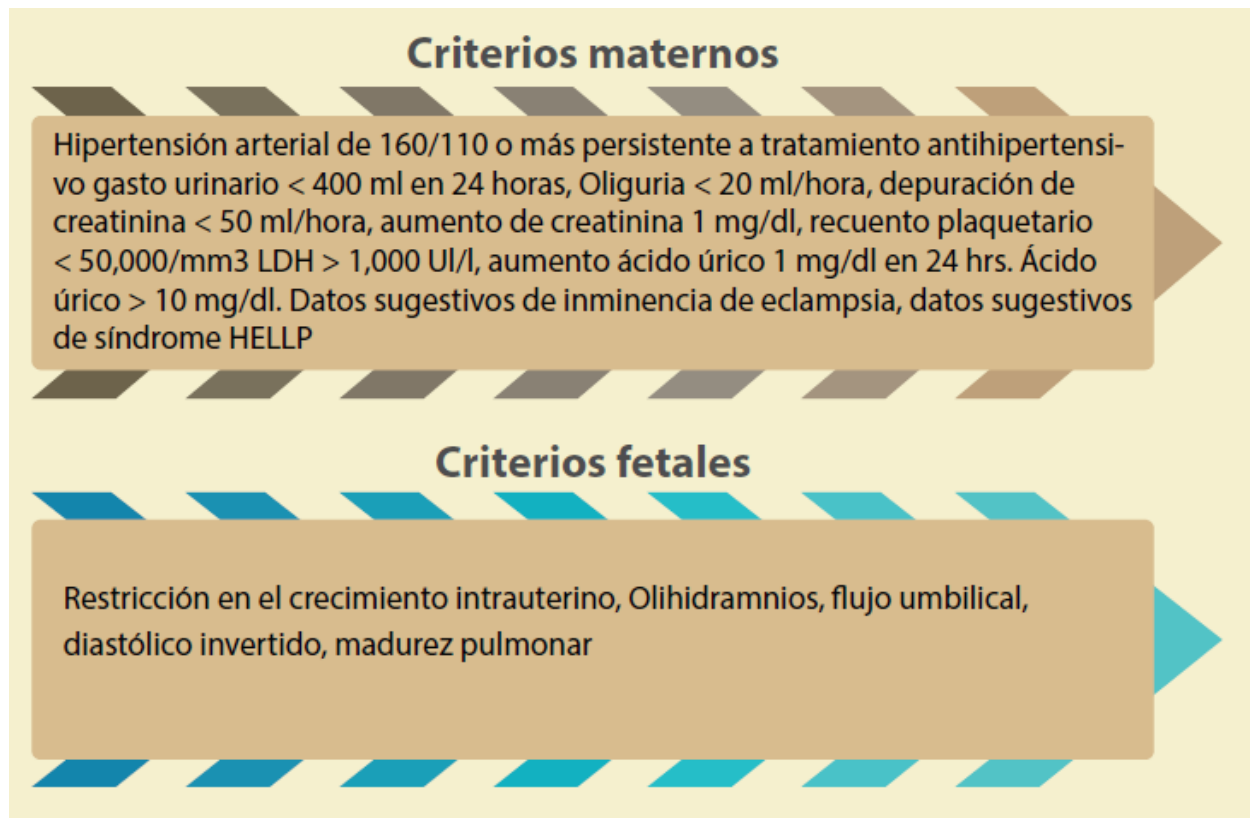 Criterios maternos
Hipertensión arterial de 160/110 o más persistente a tratamiento antihipertensi-
vo gasto urinario < 400 ml en 24 horas, Oliguria < 20 ml/hora, depuración de
creatinina < 50 ml/hora, aumento de creatinina 1 mg/dl, recuento plaquetario
< 50,000/mm3 LDH > 1,000 Ul/l, aumento ácido úrico 1 mg/dl en 24 hrs. Ácido
úrico > 10 mg/dl. Datos sugestivos de inminencia de eclampsia, datos sugestivos
de síndrome HELLP
Criterios fetales
Restricción en el crecimiento intrauterino, Olihidramnios, flujo umbilical,
diastólico invertido, madurez pulmonar